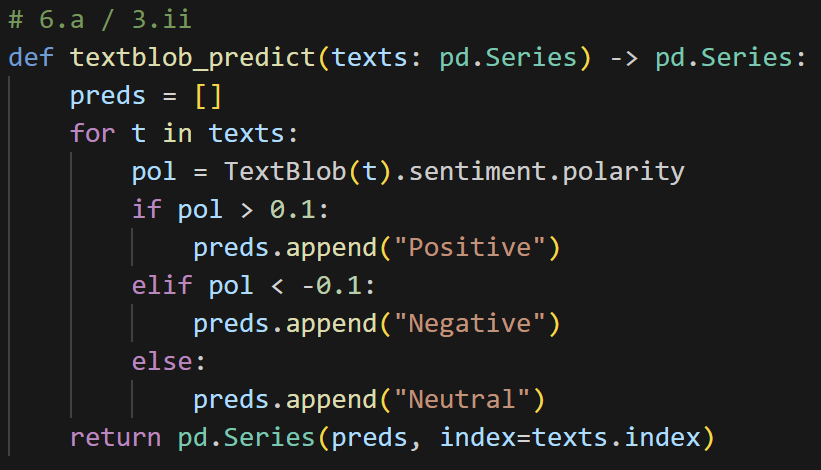 # 6.a / 3.ii
def textblob_predict(texts: pd.Series) -> pd.Series:
    preds = []
    for t in texts:
        pol = TextBlob(t).sentiment.polarity
        if pol > 0.1:
            preds.append("Positive")
        elif pol < -0.1:
            preds.append("Negative")
        else:
            preds.append("Neutral")
    return pd.Series(preds, index=texts.index)